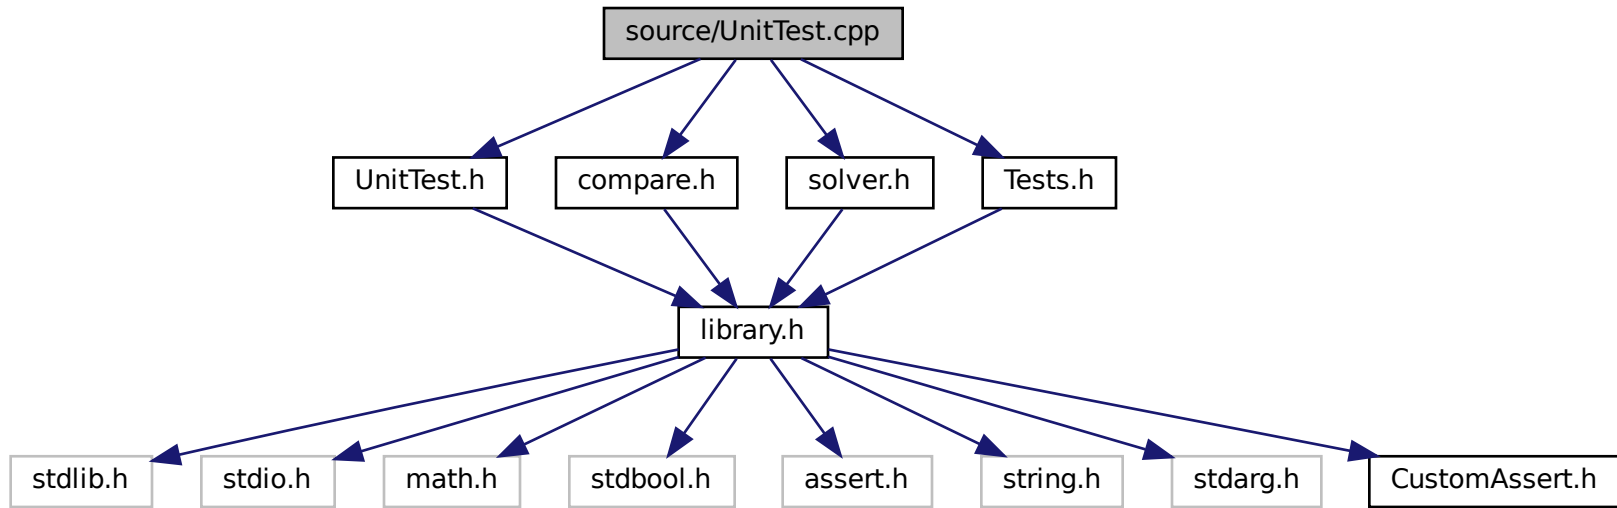 source/UnitTest.cpp
UnitTest.h
compare.h
solver.h
Tests.h
library.h
stdlib.h
stdio.h
math.h
stdbool.h
assert.h
string.h
stdarg.h
CustomAssert.h